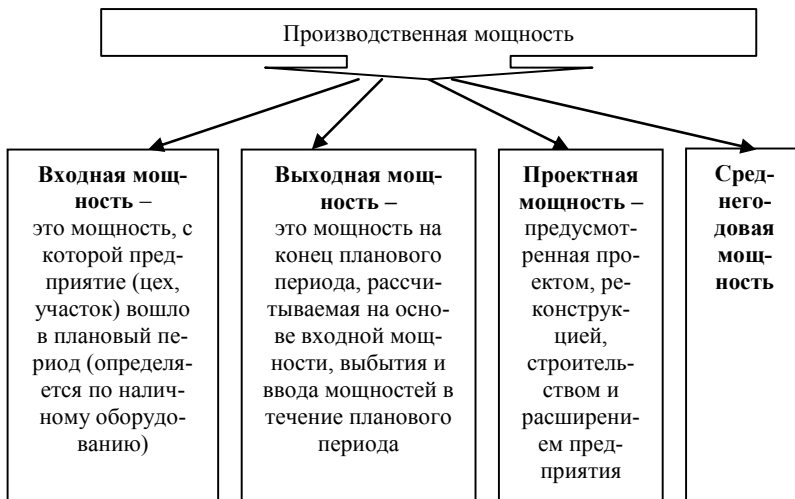 Производственная мощность
Входная мощ-
ность –
это мощность, с
которой пред-
приятие (цех,
участок) вошло
в плановый пе-
риод (определя-
ется по налич-
ному оборудо-
ванию)
Выходная мощ-
ность –
это мощность на
конец планового
периода, рассчи-
тываемая на осно-
ве входной мощ-
ности, выбытия и
ввода мощностей в
течение планового
периода
Проектная
мощность –
предусмот-
ренная про-
ектом, ре-
конструк-
цией,
строитель-
ством и
расширени-
ем пред-
приятия
Сред-
него-
довая
мощ-
ность